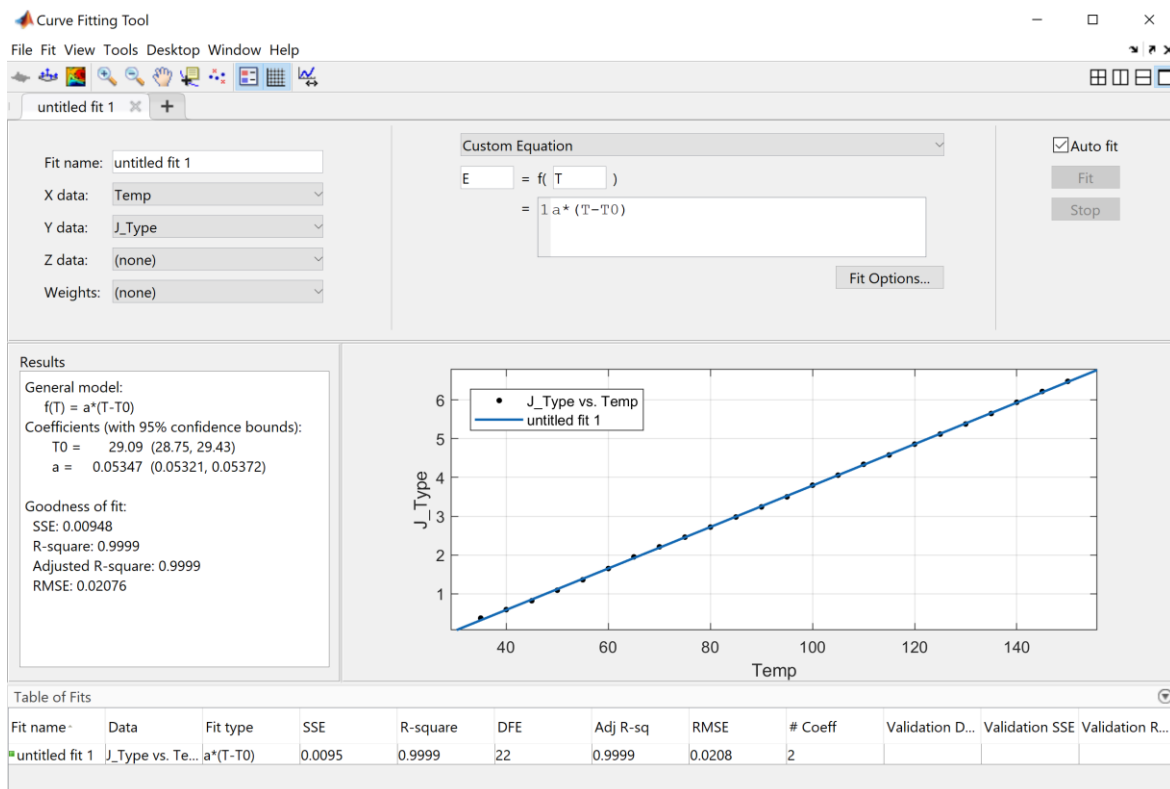 Curve Fitting Tool
File Fit View Tools Desktop Window Help
untitled fit 1
Fit name: untitled fit 1
X data: Temp
Y data: J_Type
Z data: (none)
Weights: (none)
Custom Equation
E = f( T )
= 1 a*(T-T0)
Fit Options...
Auto fit
Fit
Stop
Results
General model:
f(T) = a*(T-T0)
Coefficients (with 95% confidence bounds):
T0 = 29.09 (28.75, 29.43)
a = 0.05347 (0.05321, 0.05372)
Goodness of fit:
SSE: 0.00948
R-square: 0.9999
Adjusted R-square: 0.9999
RMSE: 0.02076
J_Type vs. Temp
untitled fit 1
6
5
4
3
2
1
J_Type
40 60 80 100 120 140
Temp
Table of Fits
Fit name Data Fit type SSE R-square DFE Adj R-sq RMSE # Coeff Validation D... Validation SSE Validation R...
untitled fit 1 J_Type vs. Te... a*(T-T0) 0.0095 0.9999 22 0.9999 0.0208 2